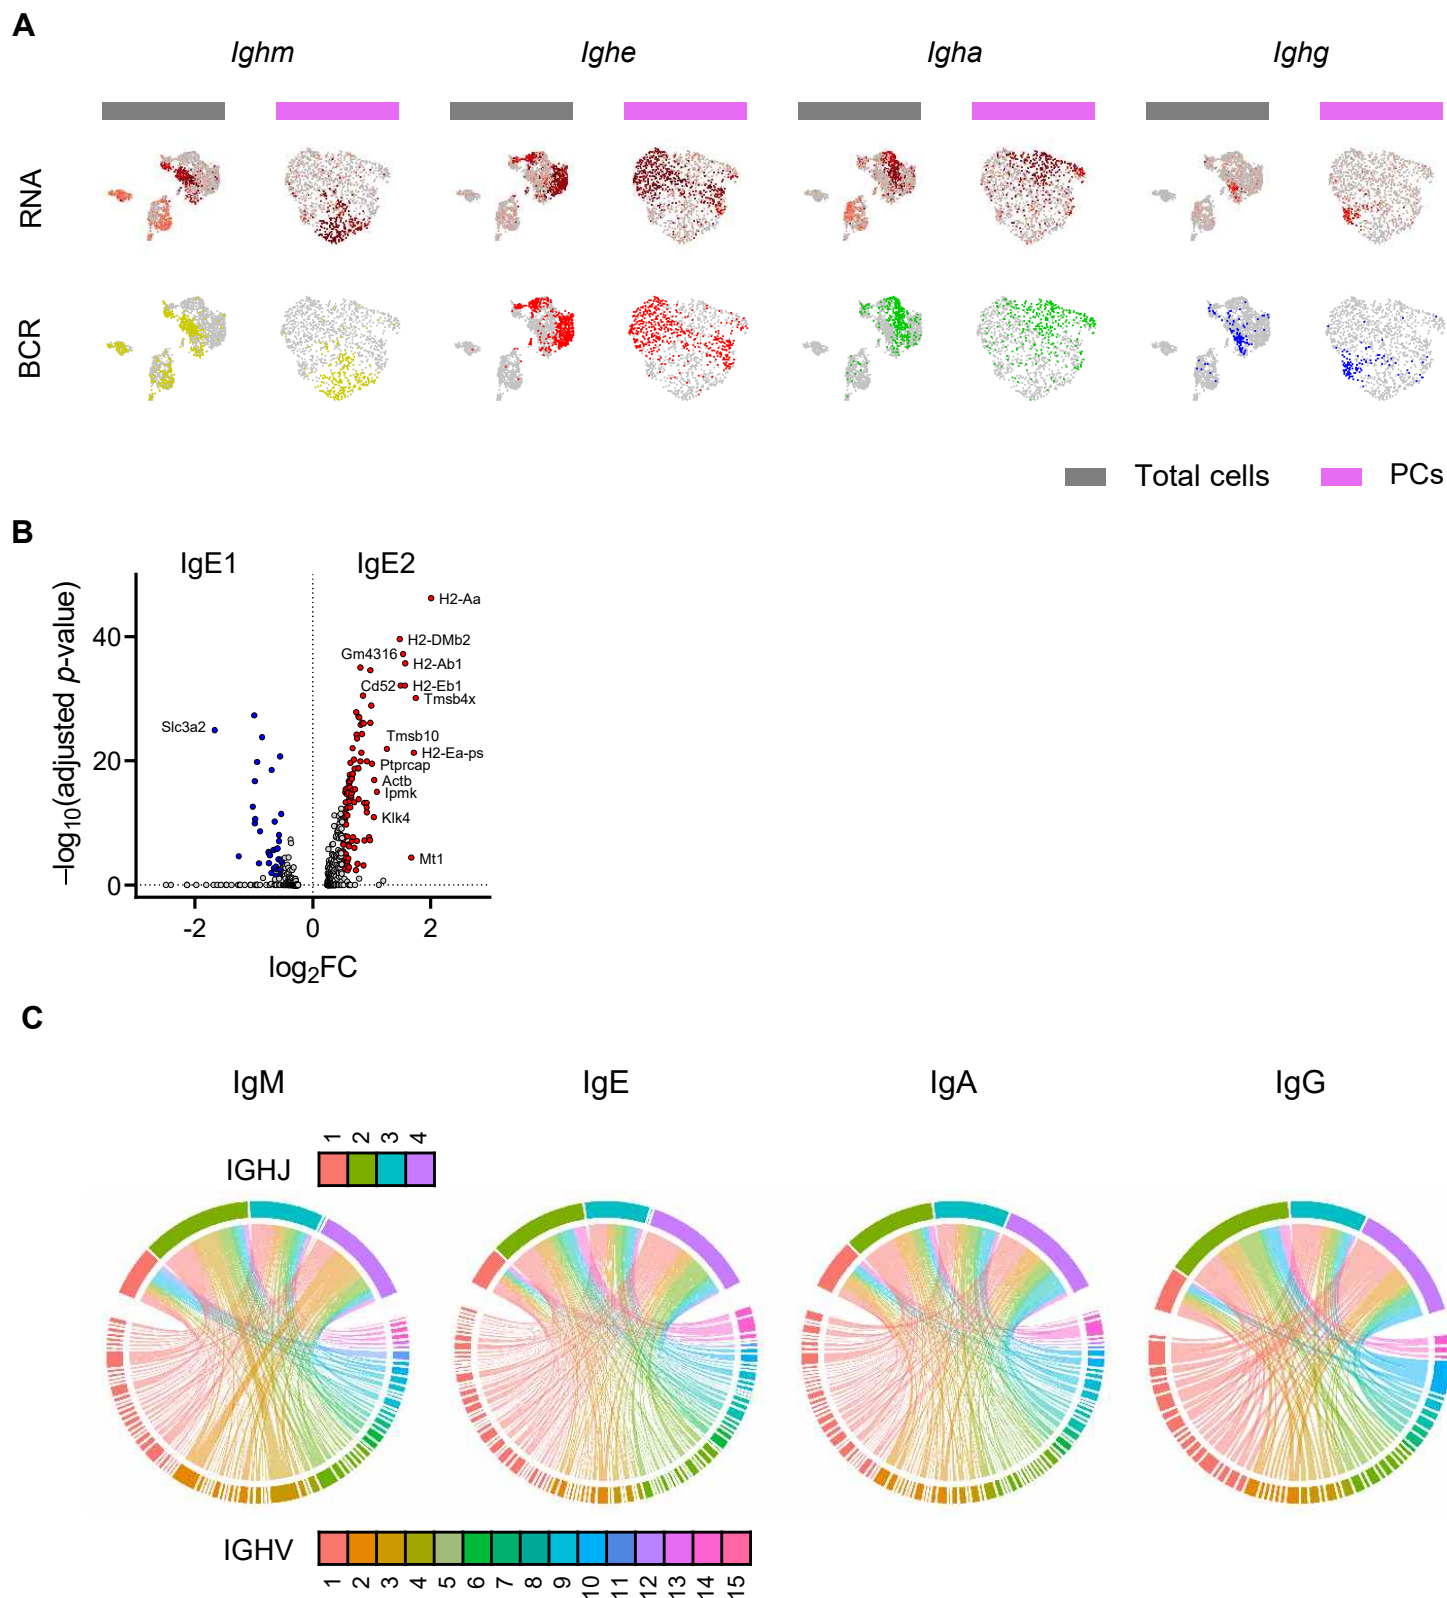 A
Ighm Ighe Igha Ighg
RNA
BCR
Total cells PCs
B
IgE1 IgE2
H2-Aa
H2-DMb2
Gm4316
H2-Ab1
Cd52 H2-Eb1
Tmsb4x
Slc3a2
Tmsb10
H2-Ea-ps
Ptprcap
Actb
Ipmk
Klk4
Mt1
40
20
0
–log10(adjusted p-value)
-2 0 2
log2FC
C
IgM IgE IgA IgG
1 2 3 4
IGHJ
IGHV
1 2 3 4 5 6 7 8 9 10 11 12 13 14 15